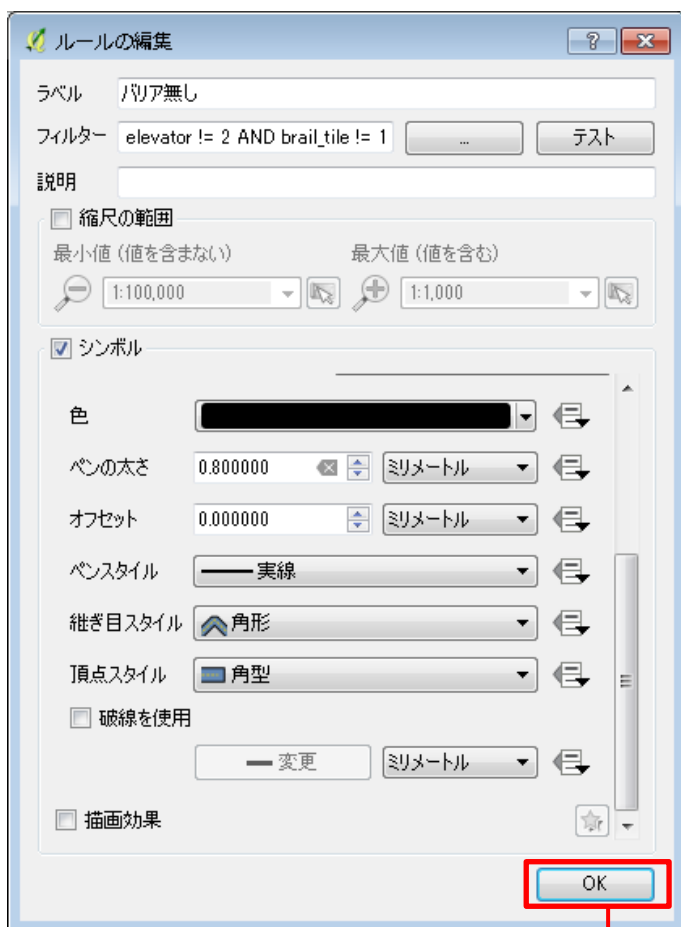 ルールの編集
ラベル バリア無し
フィルター elevator != 2 AND brail_tile != 1 ... テスト
説明
縮尺の範囲
最小値 (値を含まない) 最大値 (値を含む)
1:100,000 1:1,000
シンボル
色
ペンの太さ 0.800000 ミリメートル
オフセット 0.000000 ミリメートル
ペンスタイル 実線
継ぎ目スタイル 角形
頂点スタイル 角型
破線を使用
変更 ミリメートル
描画効果
OK